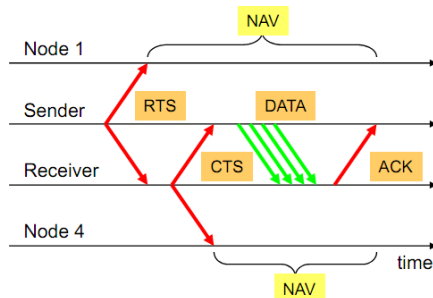 NAV
Node 1
RTS
DATA
Sender
CTS
ACK
Receiver
Node 4
time
NAV